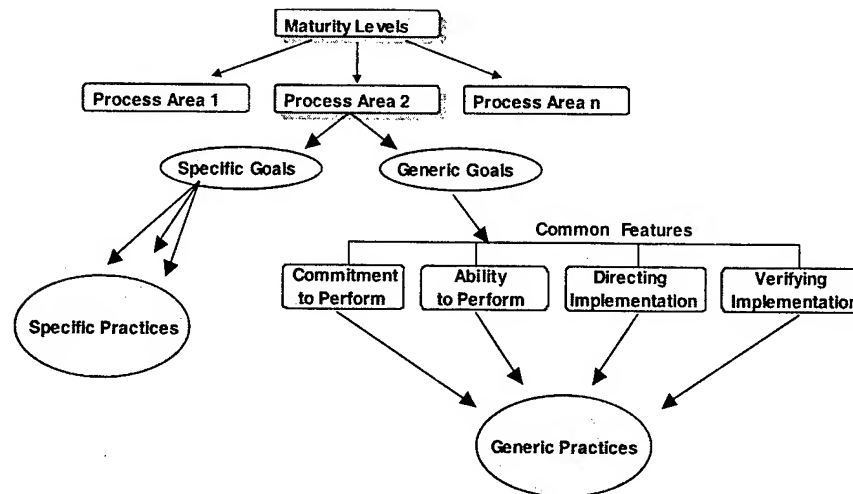 Maturity Levels
Process Area 1
Process Area 2
Process Area n
Specific Goals
Generic Goals
Common Features
Commitment
to Perform
Ability
to Perform
Directing
Implementation
Verifying
Implementation
Specific Practices
Generic Practices